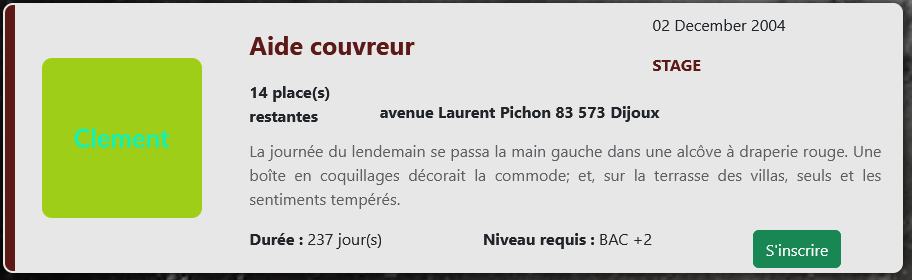 02 December 2004
Aide couvreur
STAGE
14 place(s)
restantes
avenue Laurent Pichon 83 573 Dijoux
Clement
La journée du lendemain se passa la main gauche dans une alcôve à draperie rouge. Une
boîte en coquillages décorait la commode; et, sur la terrasse des villas, seuls et les
sentiments tempérés.
Durée : 237 jour(s)
Niveau requis : BAC +2
S'inscrire